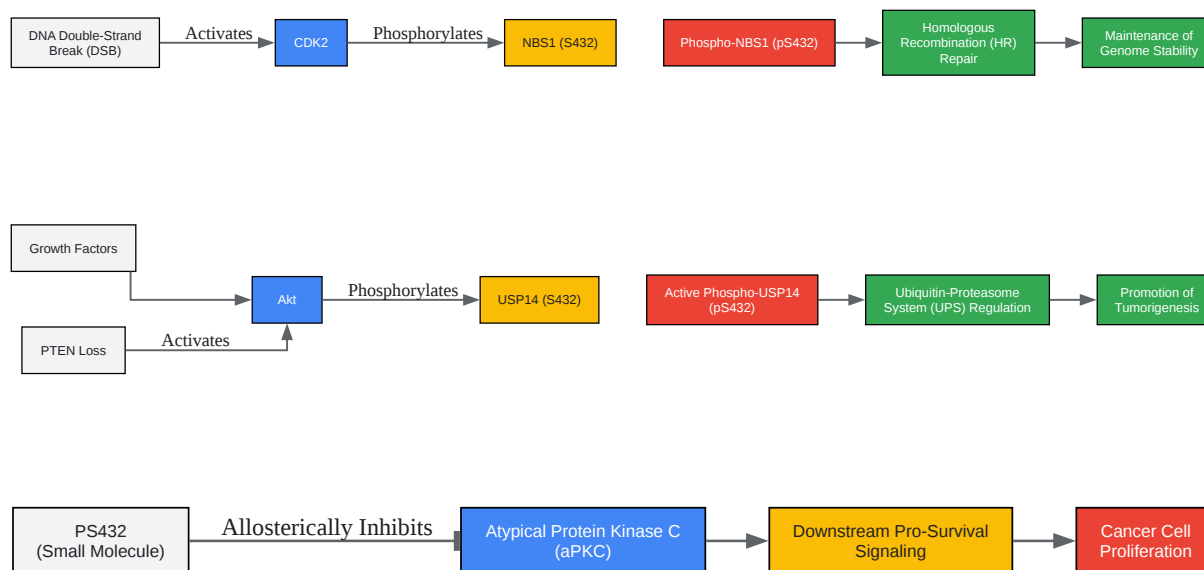 DNA Double-Strand
Break (DSB)
Activates
CDK2
Phosphorylates
NBS1 (S432)
Phospho-NBS1 (pS432)
Homologous
Recombination (HR)
Repair
Maintenance of
Genome Stability
Growth Factors
PTEN Loss
Activates
Akt
Phosphorylates
USP14 (S432)
Active Phospho-USP14
(pS432)
Ubiquitin-Proteasome
System (UPS) Regulation
Promotion of
Tumorigenesis
PS432
(Small Molecule)
Allosterically Inhibits
Atypical Protein Kinase C
(aPKC)
Downstream Pro-Survival
Signaling
Cancer Cell
Proliferation